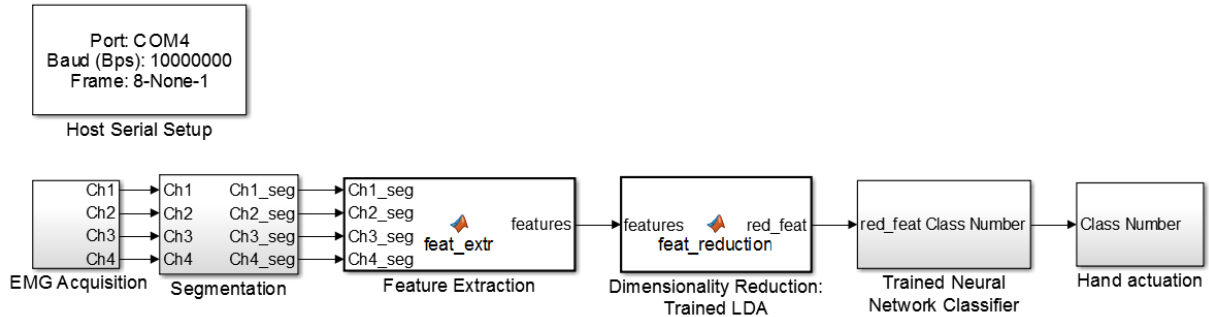 Port: COM4
Baud (Bps): 10000000
Frame: 8-None-1
Host Serial Setup
Ch1
Ch2
Ch3
Ch4
EMG Acquisition
Ch1 Ch1_seg
Ch2 Ch2_seg
Ch3 Ch3_seg
Ch4 Ch4_seg
Segmentation
Ch1_seg
Ch2_seg
Ch3_seg
Ch4_seg
feat_extr
features
Feature Extraction
features
feat_reduction
red_feat
Dimensionality Reduction:
Trained LDA
red_feat Class Number
Trained Neural
Network Classifier
Class Number
Hand actuation